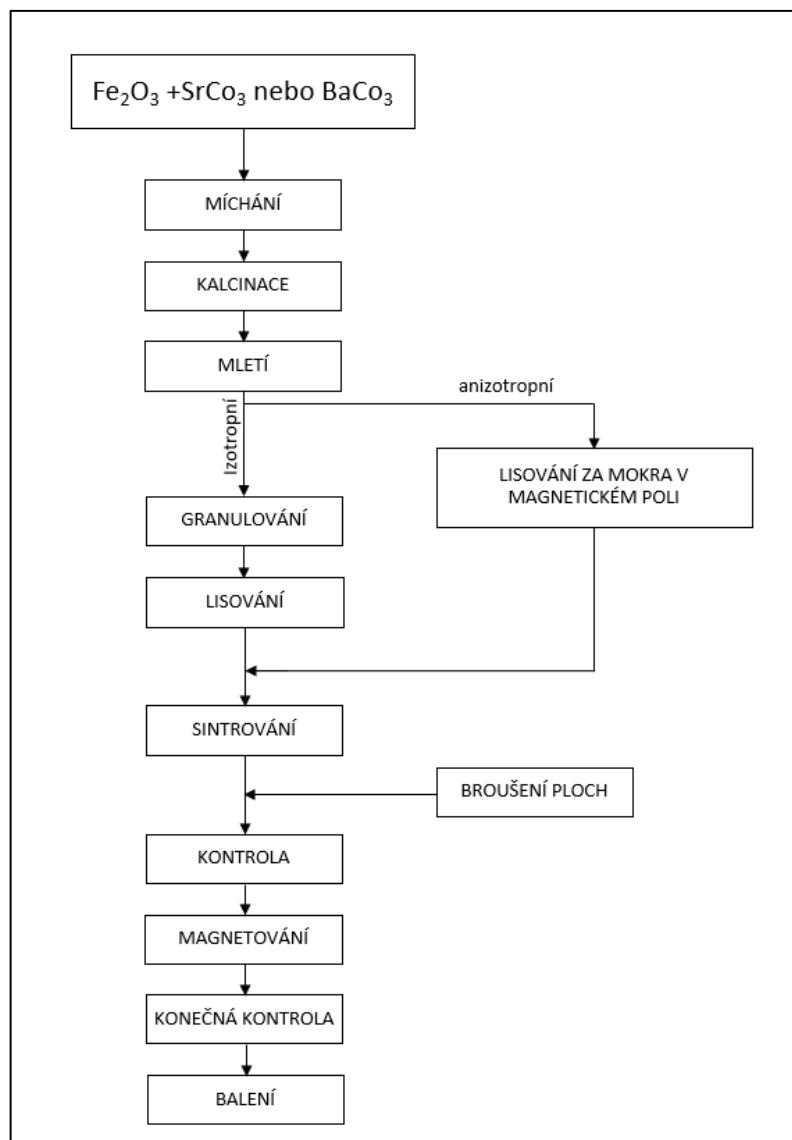 Fe₂O₃ +SrCo₃ nebo BaCo₃
MÍCHÁNÍ
KALCINACE
MLETÍ
anizotropní
Izotropní
LISOVÁNÍ ZA MOKRA V
MAGNETICKÉM POLI
GRANULOVÁNÍ
LISOVÁNÍ
SINTROVÁNÍ
BROUŠENÍ PLOCH
KONTROLA
MAGNETOVÁNÍ
KONEČNÁ KONTROLA
BALENÍ